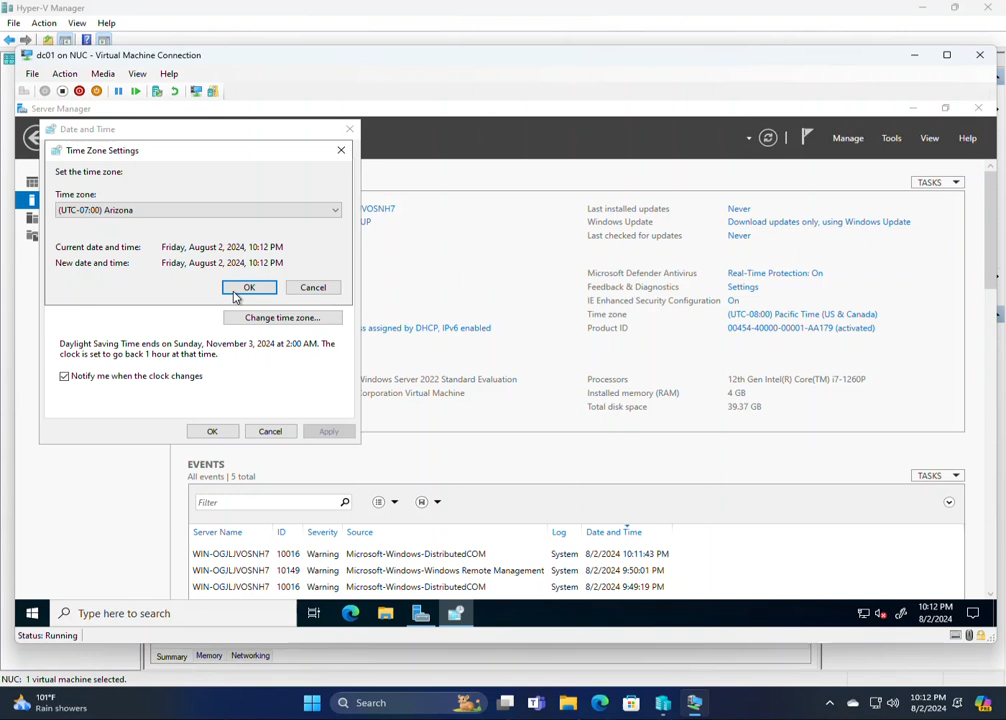 Hyper-V Manager
File Action View Help
dc01 on NUC - Virtual Machine Connection
File Action Media View Help
Server Manager
Date and Time
Manage Tools View Help
Time Zone Settings
Set the time zone:
TASKS
Time zone:
(UTC-07:00) Arizona
VOSNH7
Last installed updates Never
UP
Windows Update Download updates only, using Windows Update
Last checked for updates Never
Current date and time: Friday, August 2, 2024, 10:12 PM
New date and time: Friday, August 2, 2024, 10:12 PM
Microsoft Defender Antivirus Real-Time Protection: On
Feedback & Diagnostics Settings
OK Cancel
IE Enhanced Security Configuration On
Time zone (UTC-08:00) Pacific Time (US & Canada)
Change time zone...
ss assigned by DHCP, IPv6 enabled
Product ID 00454-40000-00001-AA179 (activated)
Daylight Saving Time ends on Sunday, November 3, 2024 at 2:00 AM. The
clock is set to go back 1 hour at that time.
Notify me when the clock changes
Windows Server 2022 Standard Evaluation
Processors 12th Gen Intel(R) Core(TM) i7-1260P
orporation Virtual Machine
Installed memory (RAM) 4 GB
Total disk space 39.37 GB
OK Cancel Apply
EVENTS
All events | 5 total
TASKS
Filter
Server Name ID Severity Source Log Date and Time
WIN-OGJLJVOSNH7 10016 Warning Microsoft-Windows-DistributedCOM System 8/2/2024 10:11:43 PM
WIN-OGJLJVOSNH7 10149 Warning Microsoft-Windows-Windows Remote Management System 8/2/2024 9:50:01 PM
WIN-OGJLJVOSNH7 10016 Warning Microsoft-Windows-DistributedCOM System 8/2/2024 9:49:19 PM
Type here to search
10:12 PM
8/2/2024
Status: Running
Summary Memory Networking
NUC: 1 virtual machine selected.
101°F
Rain showers
Search
10:12 PM
8/2/2024